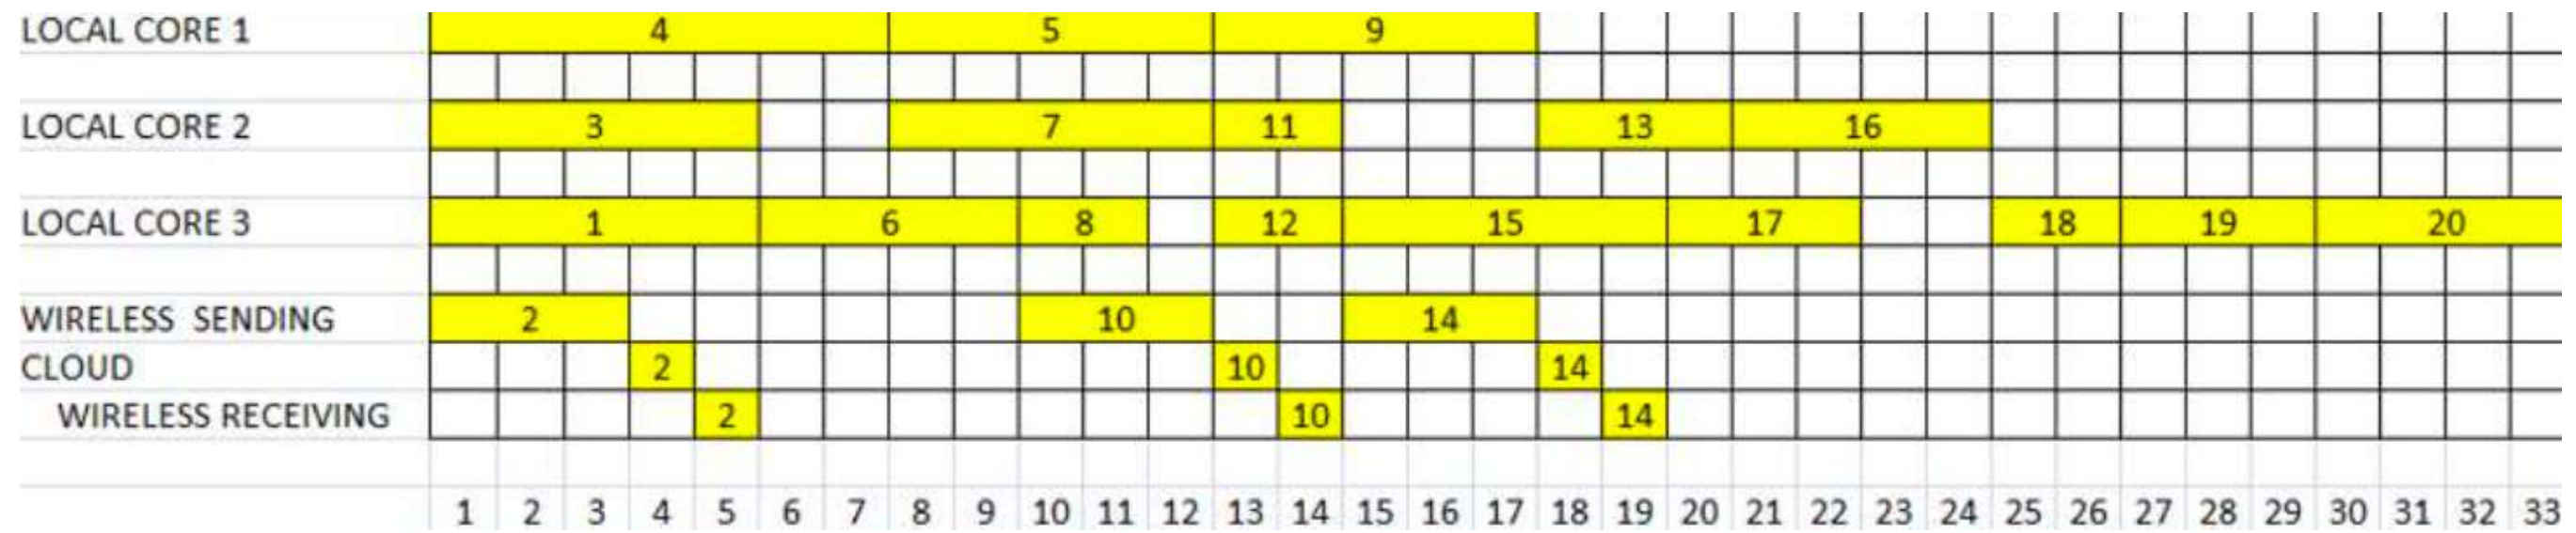 LOCAL CORE 1 4 5 9
LOCAL CORE 2 3 7 11 13 16
LOCAL CORE 3 1 6 8 12 15 17 18 19 20
WIRELESS SENDING 2 10 14
CLOUD 2 10 14
WIRELESS RECEIVING 2 10 14
1 2 3 4 5 6 7 8 9 10 11 12 13 14 15 16 17 18 19 20 21 22 23 24 25 26 27 28 29 30 31 32 33